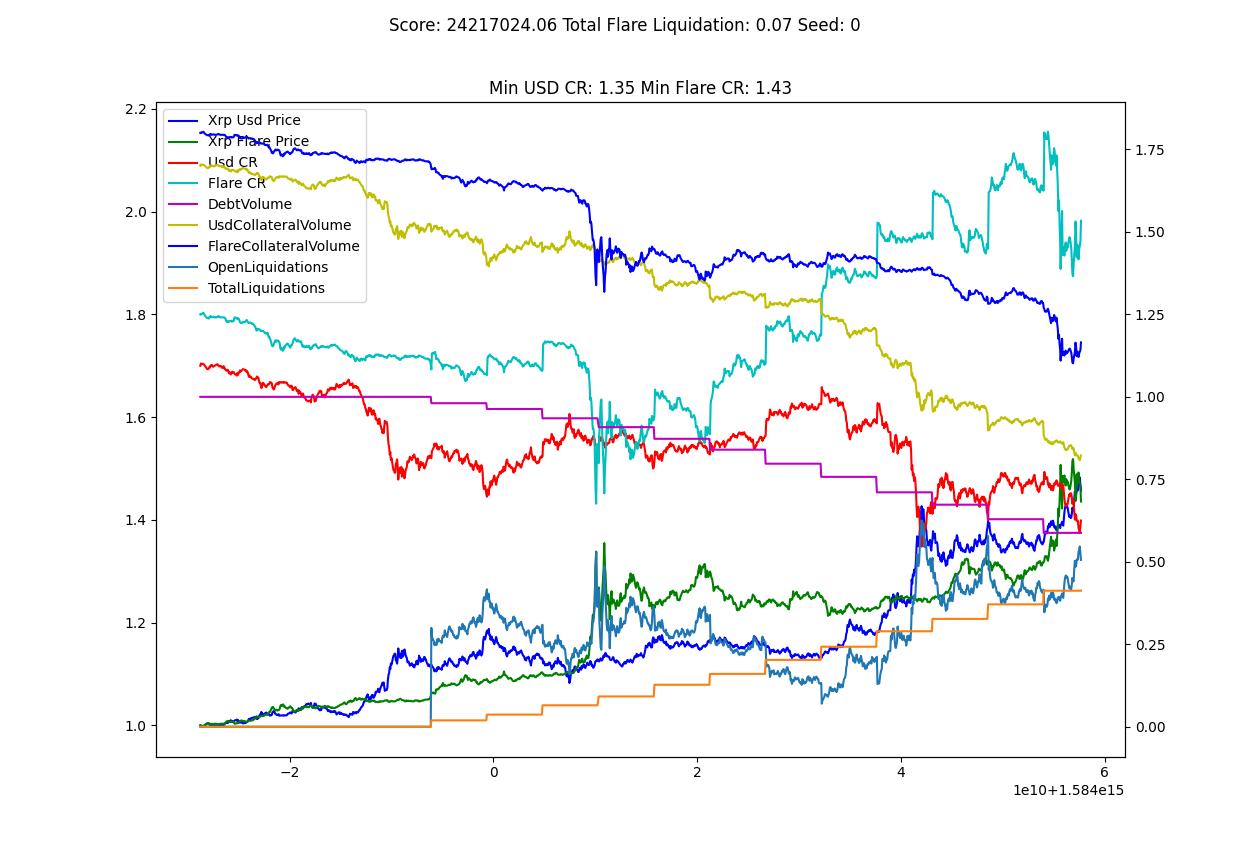 Score: 24217024.06 Total Flare Liquidation: 0.07 Seed: 0
Min USD CR: 1.35 Min Flare CR: 1.43
Xrp Usd Price
Xrp Flare Price
Usd CR
Flare CR
DebtVolume
UsdCollateralVolume
FlareCollateralVolume
OpenLiquidations
TotalLiquidations
2.2
2.0
1.8
1.6
1.4
1.2
1.0
1.75
1.50
1.25
1.00
0.75
0.50
0.25
0.00
−2
0
2
4
6
1e10+1.584e15